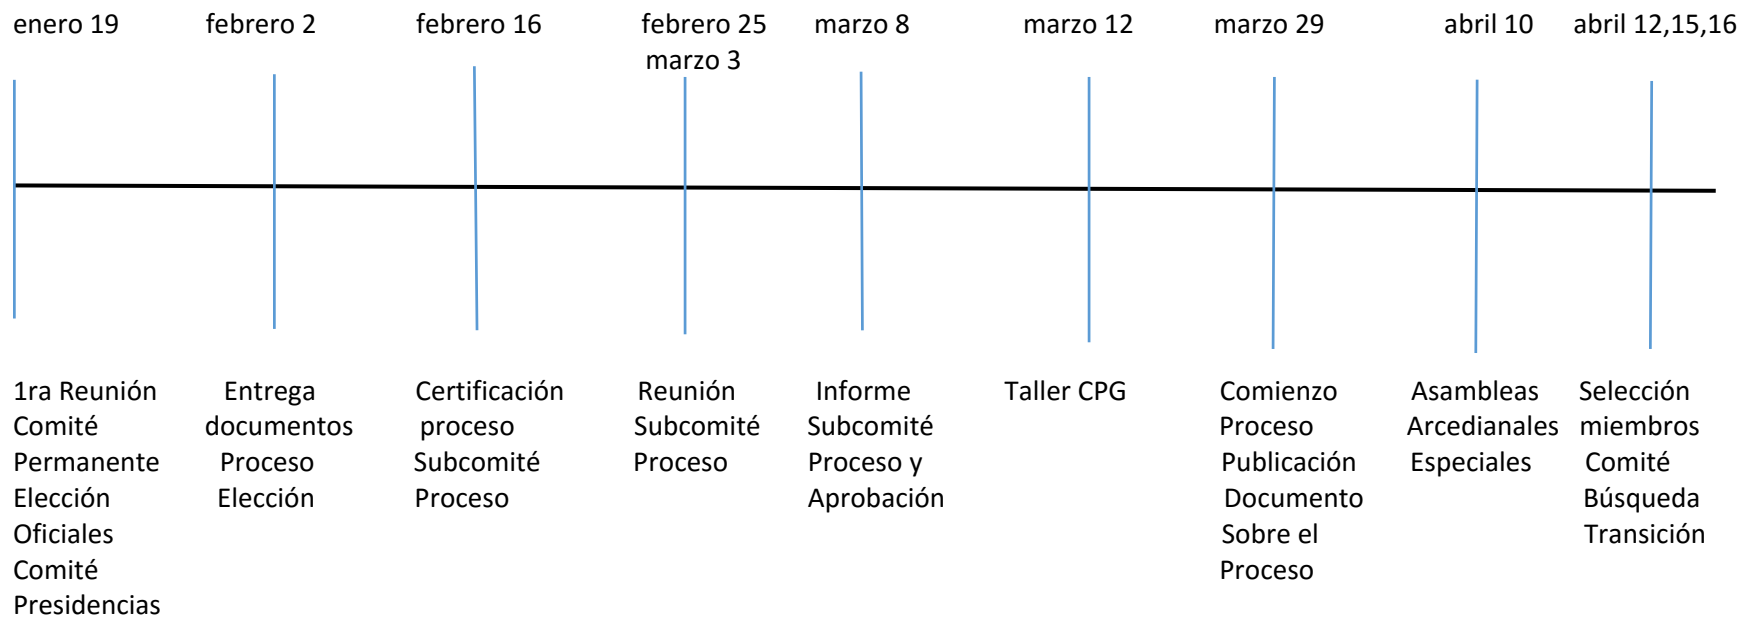 enero 19
febrero 2
febrero 16
febrero 25
marzo 3
marzo 8
marzo 12
marzo 29
abril 10
abril 12,15,16
1ra Reunión
Comité
Permanente
Elección
Oficiales
Comité
Presidencias
Entrega
documentos
Proceso
Elección
Certificación
proceso
Subcomité
Proceso
Reunión
Subcomité
Proceso
Informe
Subcomité
Proceso y
Aprobación
Taller CPG
Comienzo
Proceso
Publicación
Documento
Sobre el
Proceso
Asambleas
Arcedianales
Especiales
Selección
miembros
Comité
Búsqueda
Transición